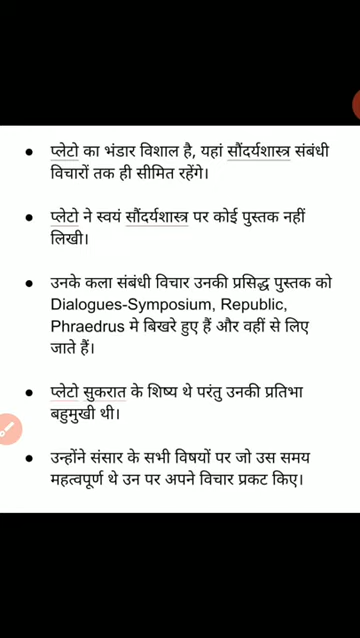 प्लेटो का भंडार विशाल है, यहां सौंदर्यशास्त्र संबंधी
विचारों तक ही सीमित रहेंगे।
प्लेटो ने स्वयं सौंदर्यशास्त्र पर कोई पुस्तक नहीं
लिखी।
उनके कला संबंधी विचार उनकी प्रसिद्ध पुस्तक को
Dialogues-Symposium, Republic,
Phraedrus मे बिखरे हुए हैं और वहीं से लिए
जाते हैं।
प्लेटो सुकरात के शिष्य थे परंतु उनकी प्रतिभा
बहुमुखी थी।
उन्होंने संसार के सभी विषयों पर जो उस समय
महत्वपूर्ण थे उन पर अपने विचार प्रकट किए।